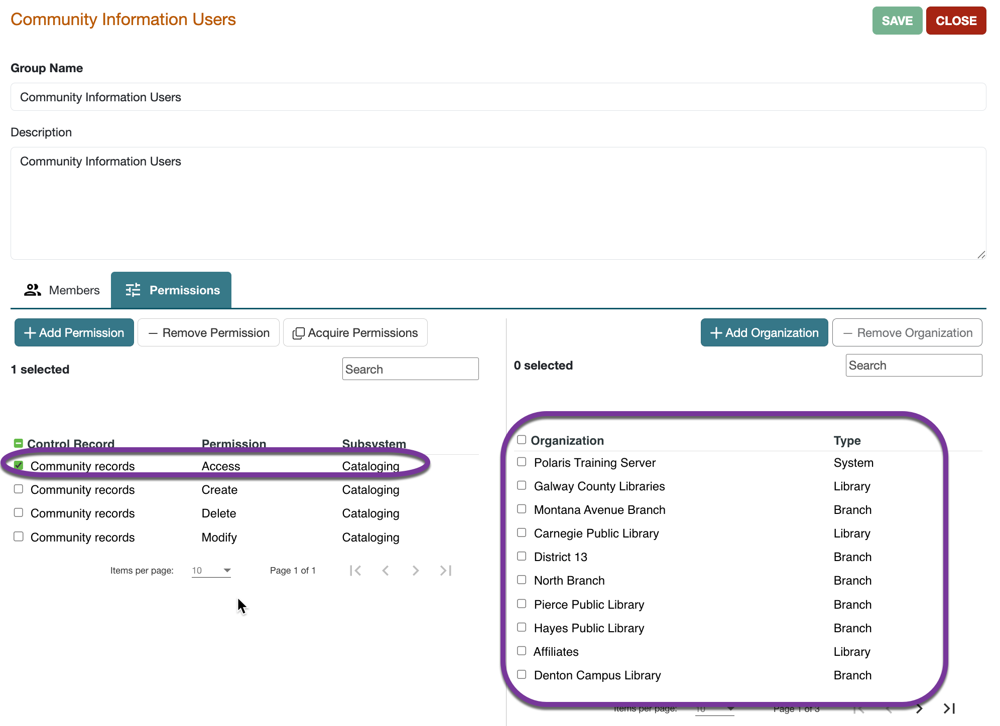 Community Information Users
SAVE
CLOSE
Group Name
Community Information Users
Description
Community Information Users
Members
Permissions
Add Permission
Remove Permission
Acquire Permissions
1 selected
Search
Control Record Permission Subsystem
Community records Access Cataloging
Community records Create Cataloging
Community records Delete Cataloging
Community records Modify Cataloging
Items per page: 10 Page 1 of 1
Add Organization
Remove Organization
0 selected
Search
Organization Type
Polaris Training Server System
Galway County Libraries Library
Montana Avenue Branch Branch
Carnegie Public Library Library
District 13 Branch
North Branch Branch
Pierce Public Library Branch
Hayes Public Library Branch
Affiliates Library
Denton Campus Library Branch
Items per page: 10 Page 1 of 3